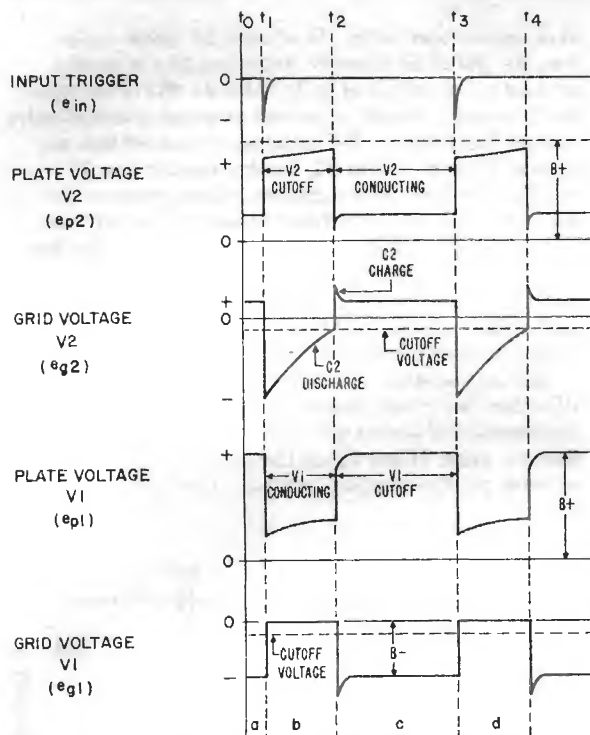 t0 t1 t2 t3 t4
INPUT TRIGGER
(e in)
0
−
PLATE VOLTAGE
V2
(ep2)
+
0
V2
CUTOFF
V2
CONDUCTING
B+
C2
CHARGE
GRID VOLTAGE
V2
(eg2)
+
0
−
CUTOFF
VOLTAGE
C2
DISCHARGE
PLATE VOLTAGE
V1
(ep1)
+
0
V1
CONDUCTING
V1
CUTOFF
B+
GRID VOLTAGE
V1
(eg1)
0
−
CUTOFF
VOLTAGE
B−
a b c d